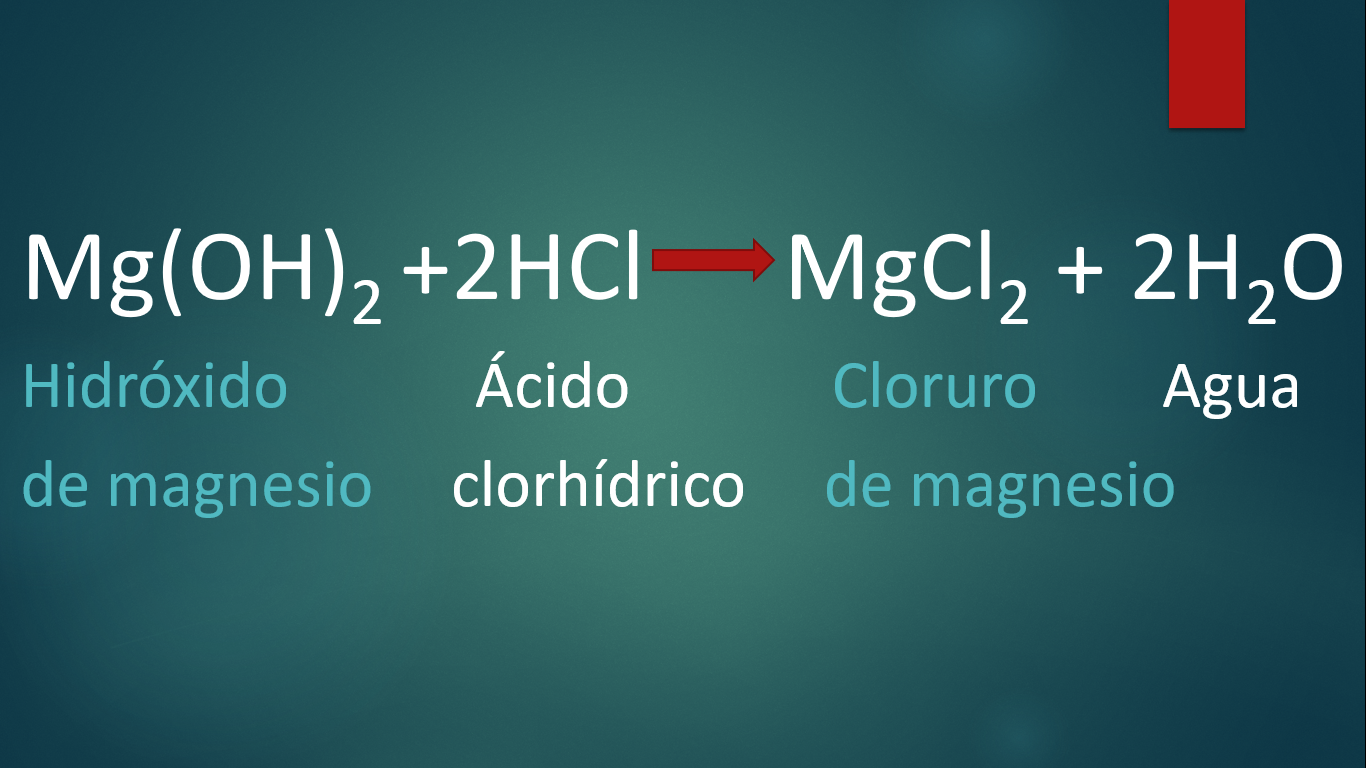 Mg(OH)₂ +2HCl → MgCl₂ + 2H₂O
Hidróxido Ácido Cloruro Agua
de magnesio clorhídrico de magnesio